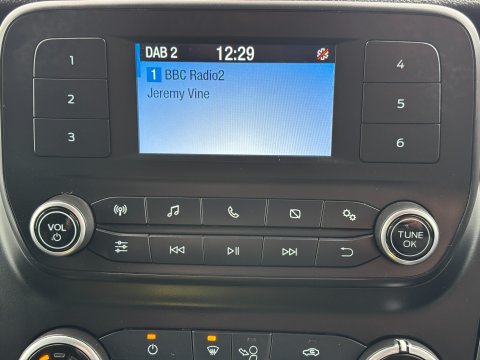 DAB 2 12:29
1 BBC Radio2
Jeremy Vine
1
2
3
4
5
6
VOL
TUNE
OK